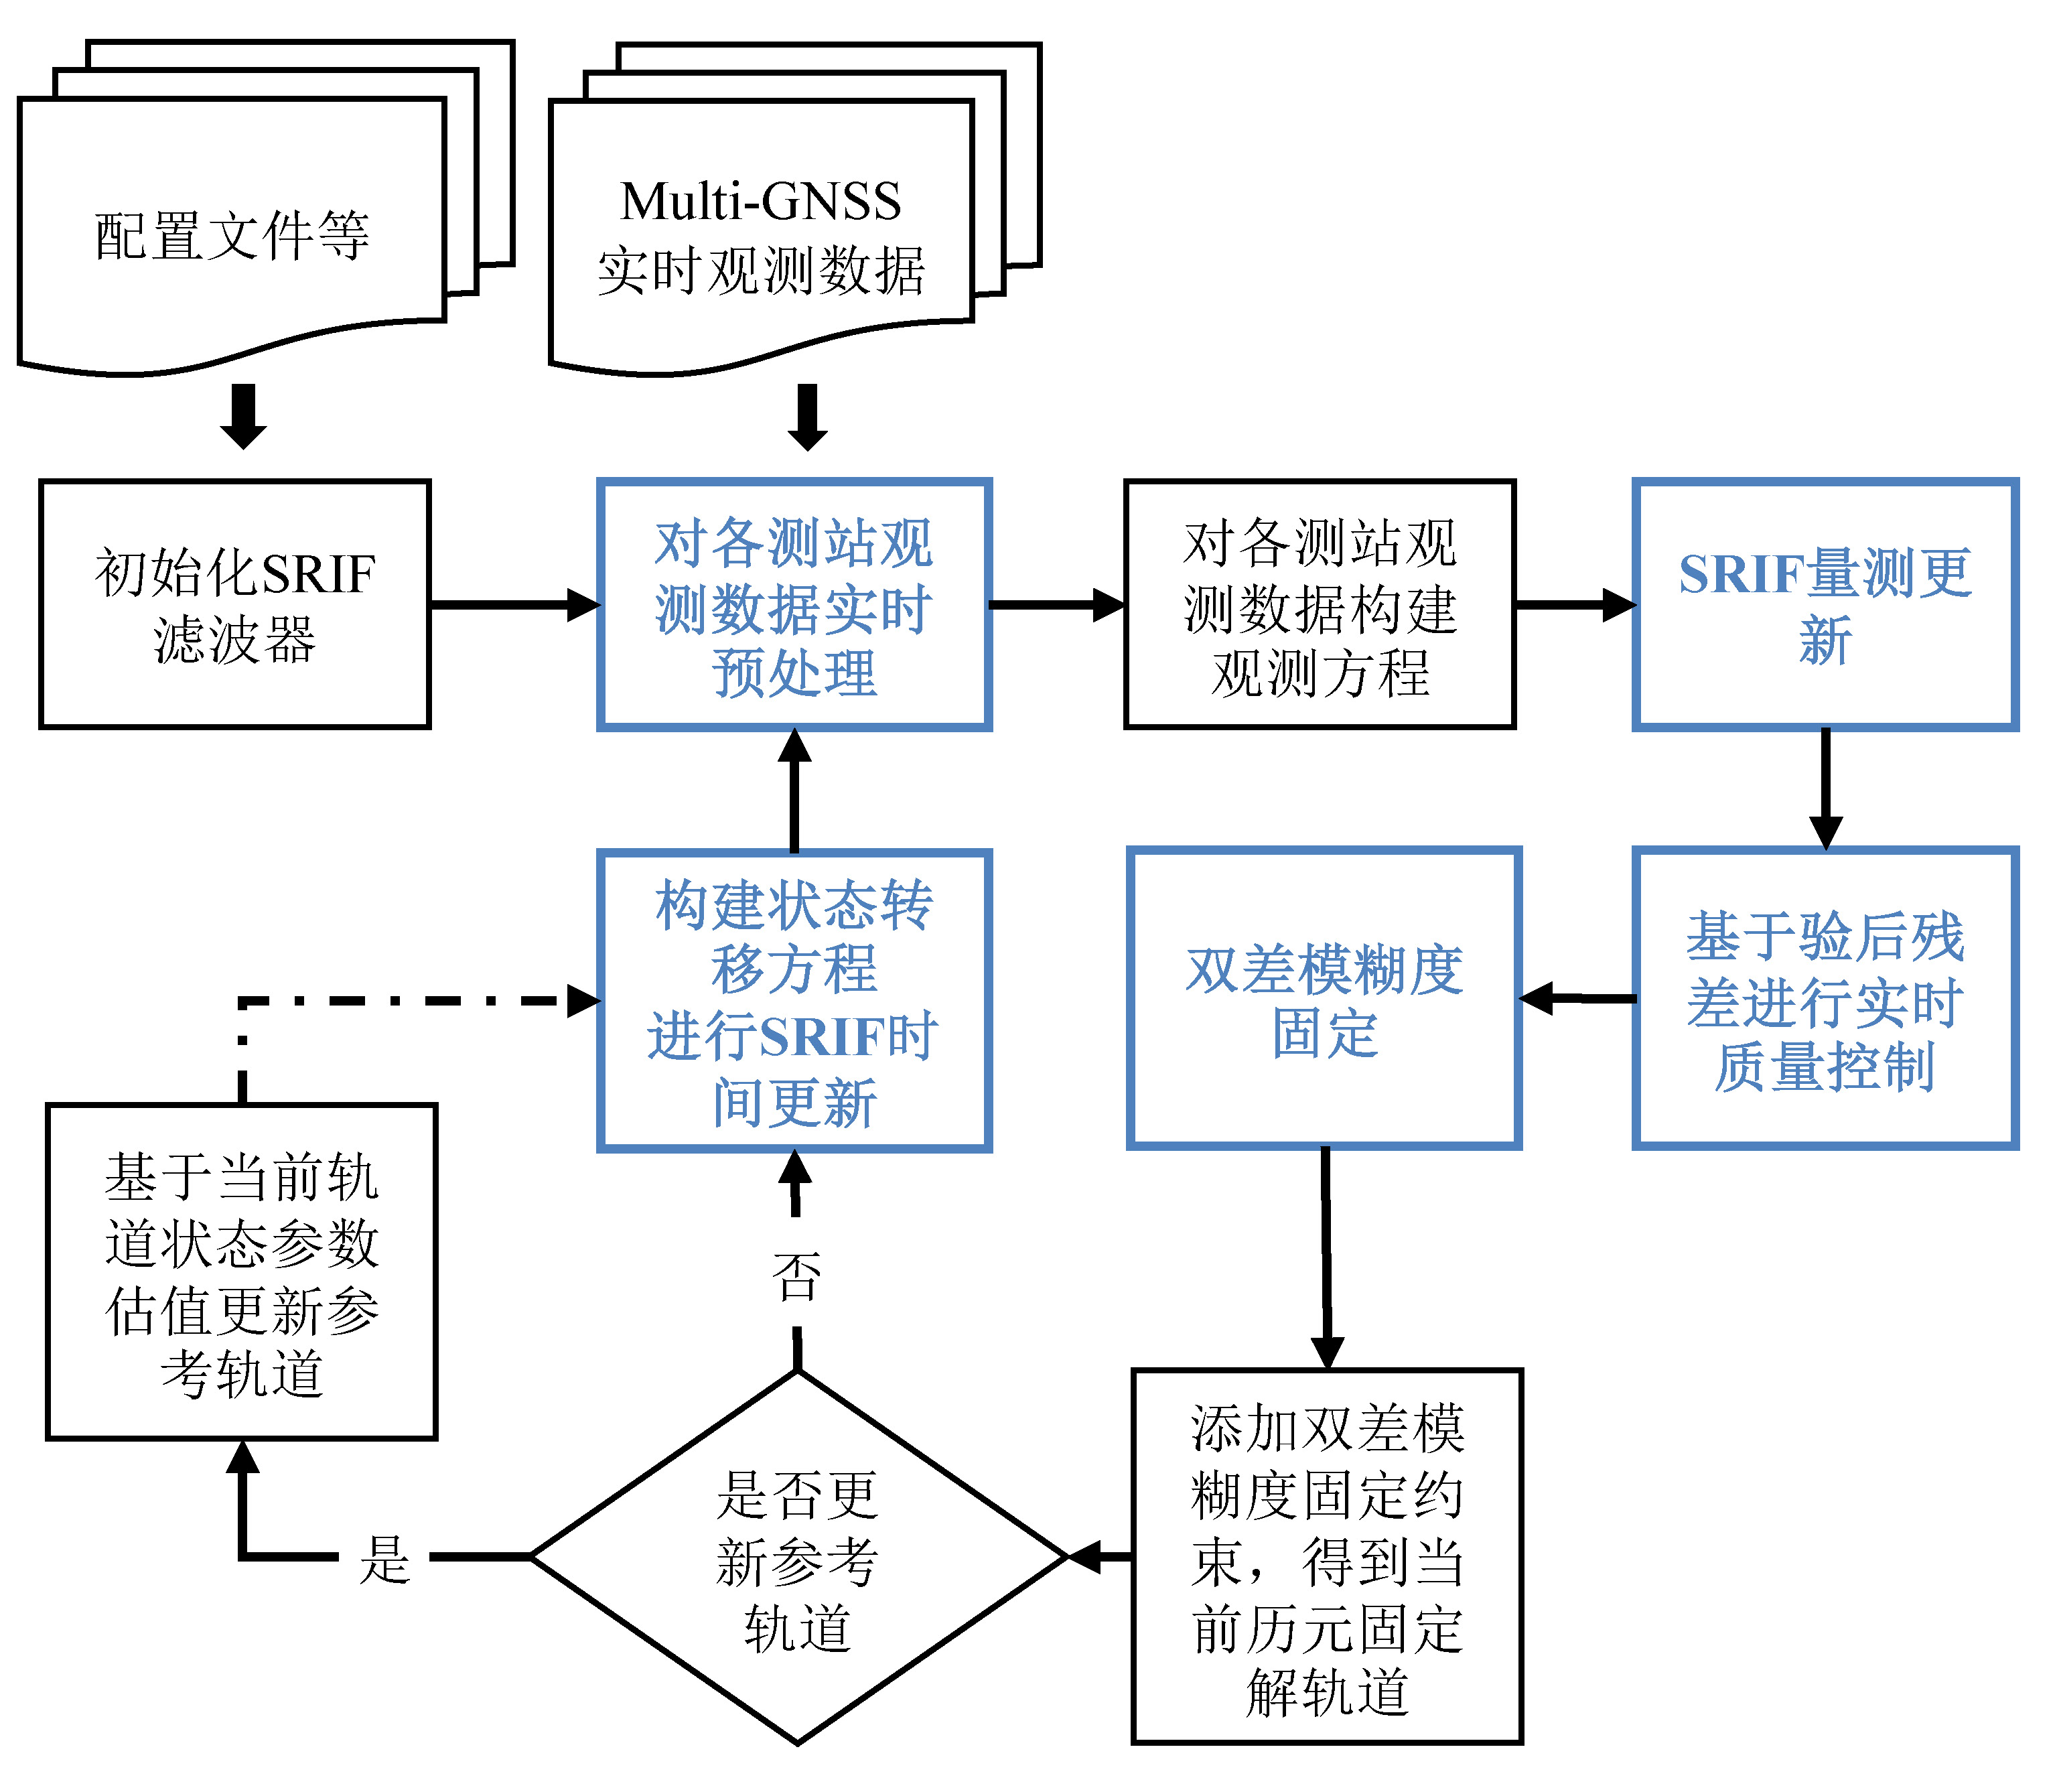 配置文件等
Multi-GNSS
实时观测数据
初始化SRIF
滤波器
对各测站观
测数据实时
预处理
对各测站观
测数据构建
观测方程
SRIF量测更
新
构建状态转
移方程
进行SRIF时
间更新
双差模糊度
固定
基于验后残
差进行实时
质量控制
基于当前轨
道状态参数
估值更新参
考轨道
否
是
是否更
新参考
轨道
添加双差模
糊度固定约
束，得到当
前历元固定
解轨道